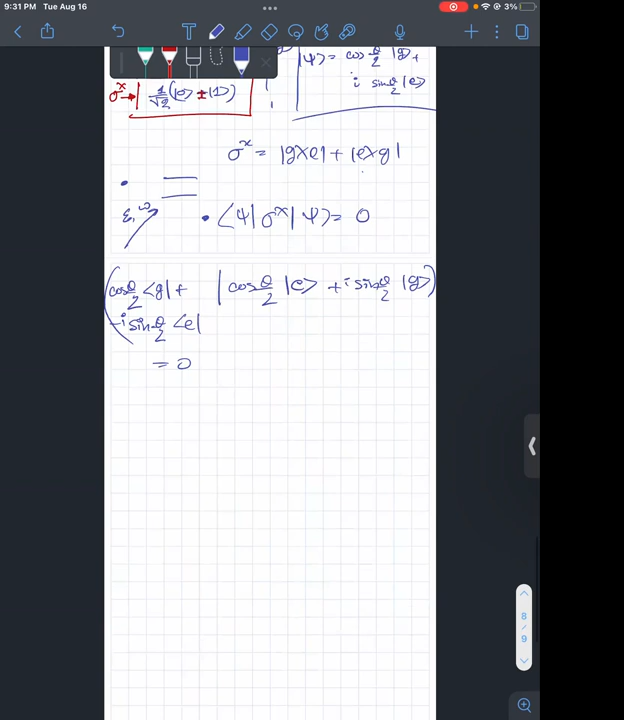 9:31 PM Tue Aug 16
3%
|Ψ⟩ = cos θ/2 |g⟩ +
i sin θ/2 |e⟩
σˣ → | 1/√2 (|0⟩ ± |1⟩)
σˣ = |g⟩⟨e| + |e⟩⟨g|
ε, ω
• ⟨Ψ| σˣ |Ψ⟩ = 0
( cos θ/2 ⟨g| + | cos θ/2 |e⟩ + i sin θ/2 |g⟩ )
-i sin θ/2 ⟨e|
= 0
8
/
9